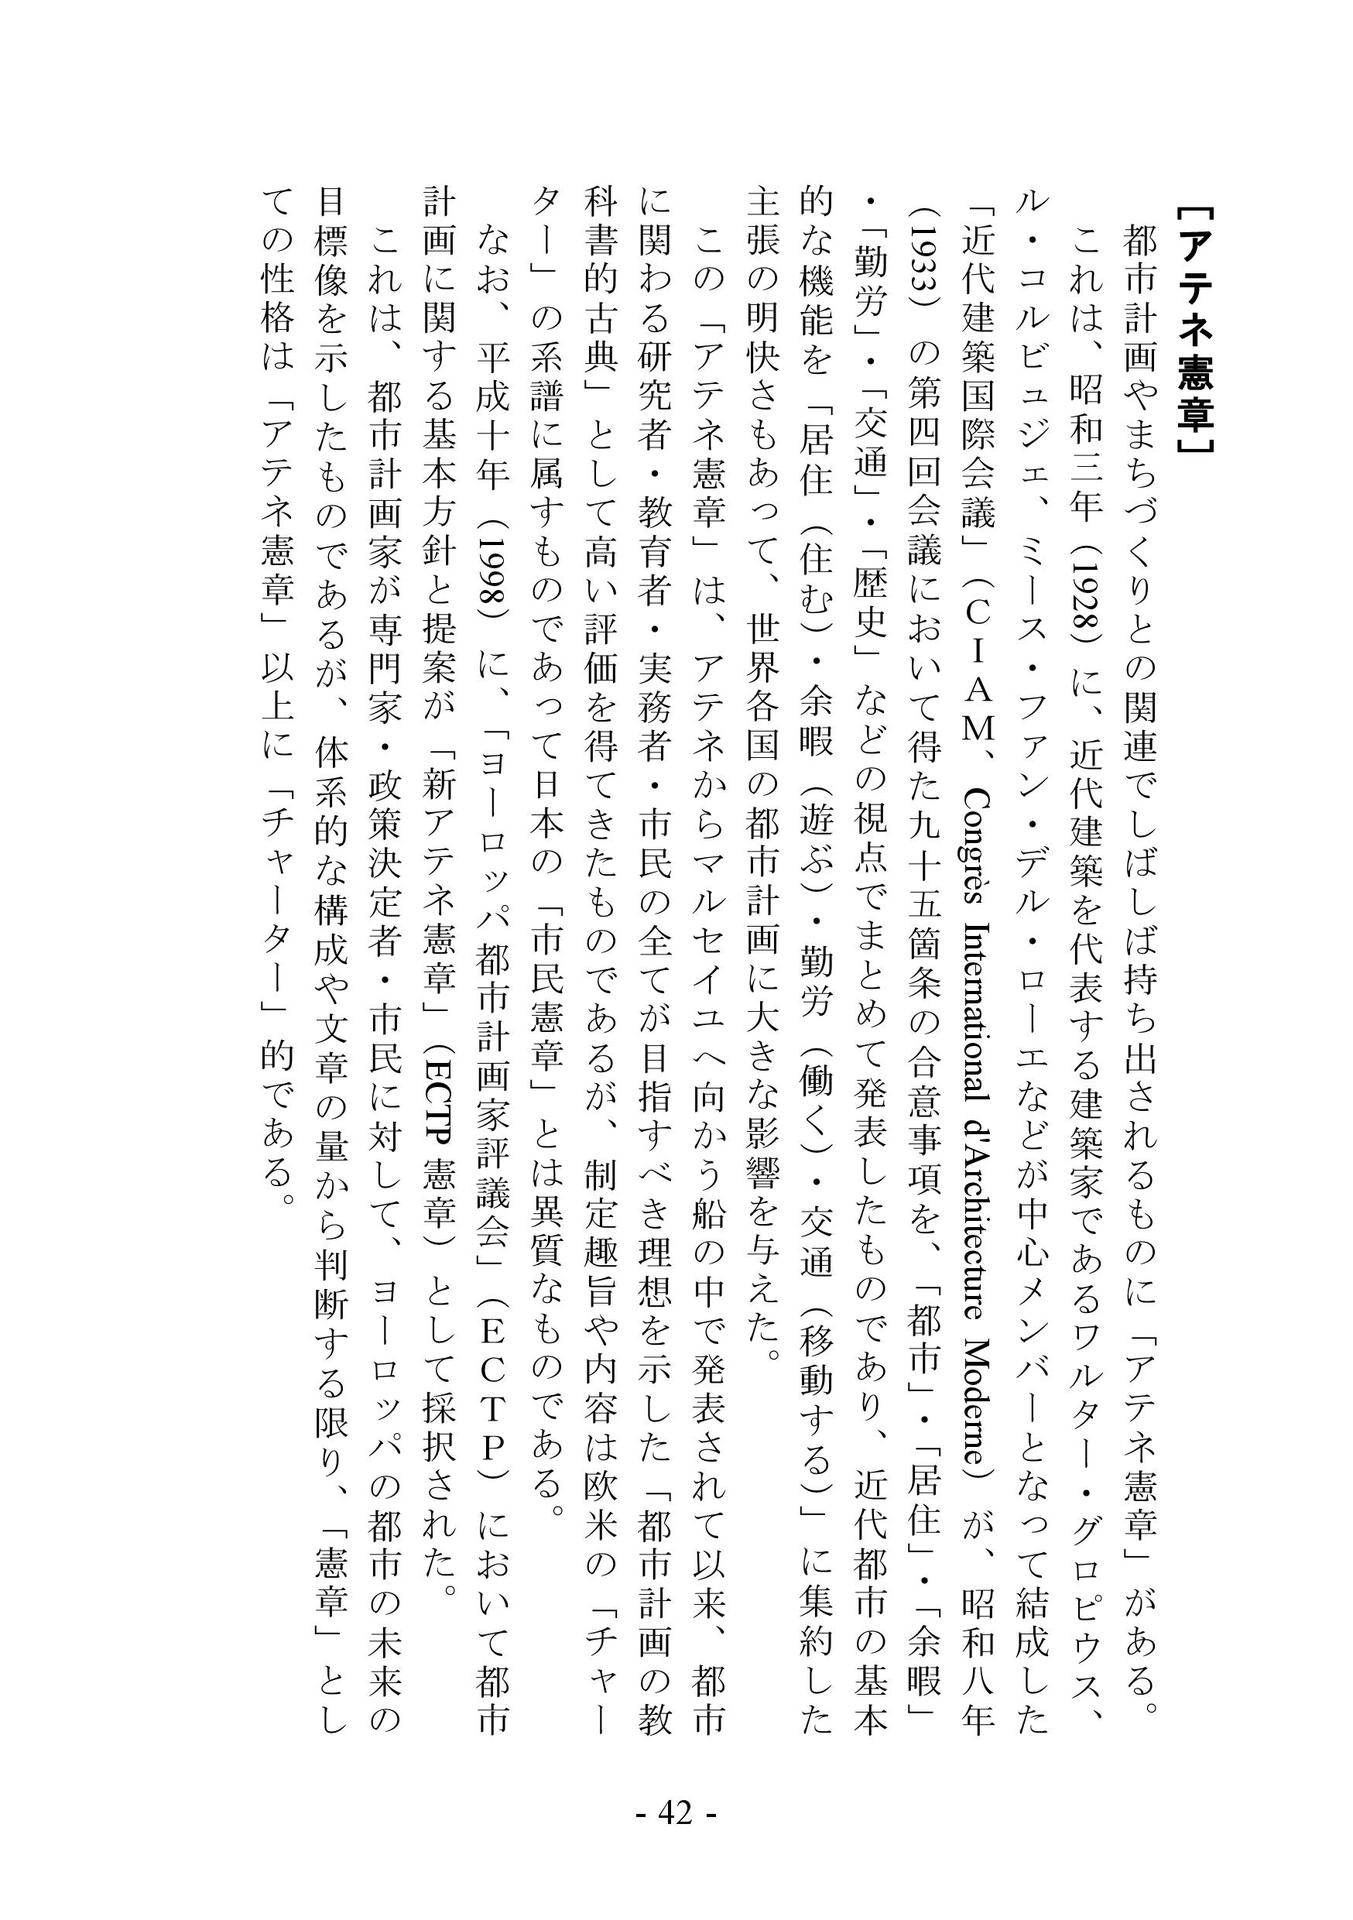 [アテネ憲章]
都市計画やまちづくりとの関連でしばしば持ち出されるものに「アテネ憲章」がある。
これは、昭和三年（1928）に、近代建築を代表する建築家であるワルター・グロピウス、
ル・コルビュジェ、ミース・ファン・デル・ローエなどが中心メンバーとなって結成した
「近代建築国際会議」（ＣＩＡＭ、Congrès International d'Architecture Moderne）が、昭和八年
（1933）の第四回会議において得た九十五箇条の合意事項を、「都市」・「居住」・「余暇」
・「勤労」・「交通」・「歴史」などの視点でまとめて発表したものであり、近代都市の基本
的な機能を「居住（住む）・余暇（遊ぶ）・勤労（働く）・交通（移動する）」に集約した
主張の明快さもあって、世界各国の都市計画に大きな影響を与えた。
この「アテネ憲章」は、アテネからマルセイユへ向かう船の中で発表されて以来、都市
に関わる研究者・教育者・実務者・市民の全てが目指すべき理想を示した「都市計画の教
科書的古典」として高い評価を得てきたものであるが、制定趣旨や内容は欧米の「チャー
ター」の系譜に属すものであって日本の「市民憲章」とは異質なものである。
なお、平成十年（1998）に、「ヨーロッパ都市計画家評議会」（ＥＣＴＰ）において都市
計画に関する基本方針と提案が「新アテネ憲章」（ECTP憲章）として採択された。
これは、都市計画家が専門家・政策決定者・市民に対して、ヨーロッパの都市の未来の
目標像を示したものであるが、体系的な構成や文章の量から判断する限り、「憲章」とし
ての性格は「アテネ憲章」以上に「チャーター」的である。
- 42 -